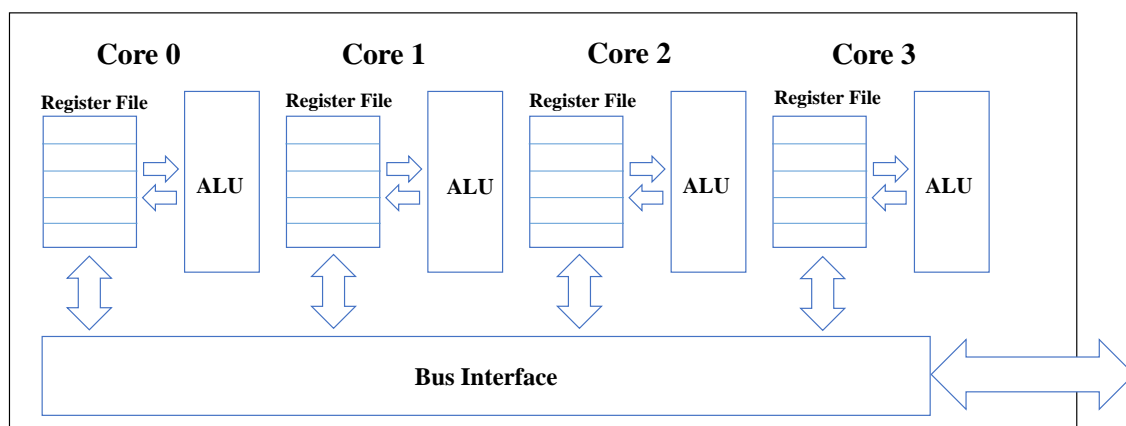 Core 0
Core 1
Core 2
Core 3
Register File
Register File
Register File
Register File
ALU
ALU
ALU
ALU
Bus Interface